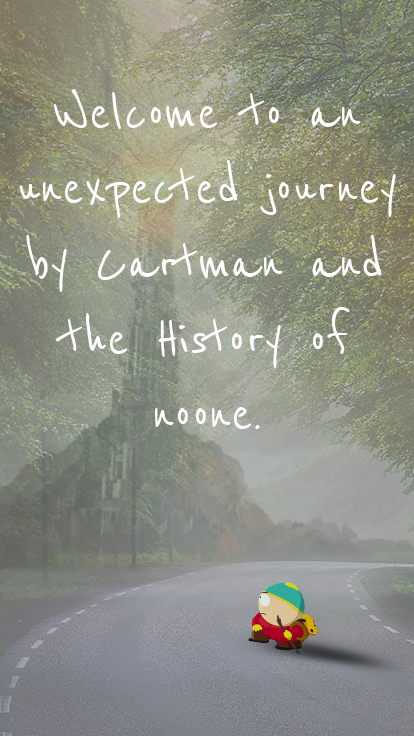 Welcome to an
unexpected journey
by Cartman and
the History of
noone.